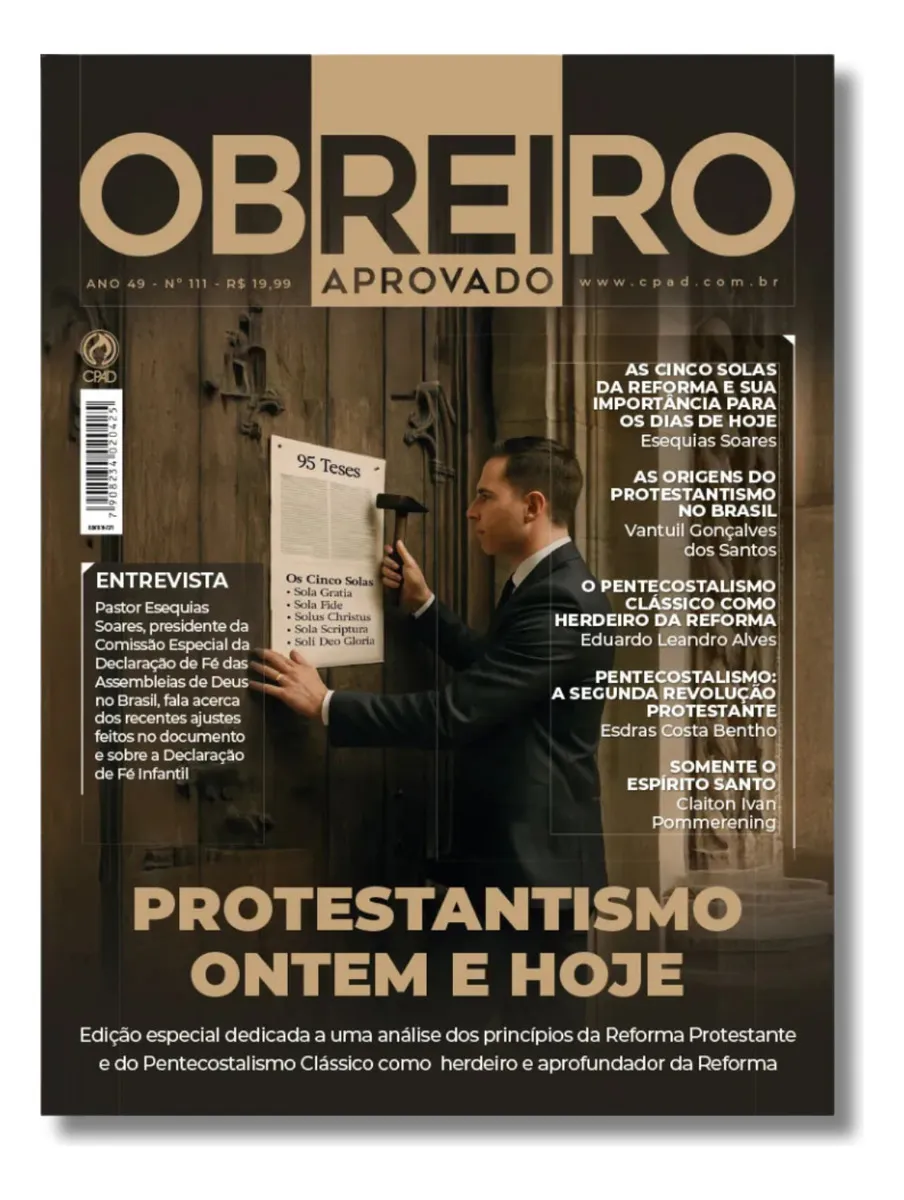 OBREIRO
APROVADO
ANO 49 - Nº 111 - R$ 19,99
www.cpad.com.br
CPAD
7 908234 020425
95 Teses
Os Cinco Solas
• Sola Gratia
• Sola Fide
• Solus Christus
• Sola Scriptura
• Soli Deo Gloria
ENTREVISTA
Pastor Esequias
Soares, presidente da
Comissão Especial da
Declaração de Fé das
Assembleias de Deus
no Brasil, fala acerca
dos recentes ajustes
feitos no documento
e sobre a Declaração
de Fé Infantil
AS CINCO SOLAS
DA REFORMA E SUA
IMPORTÂNCIA PARA
OS DIAS DE HOJE
Esequias Soares
AS ORIGENS DO
PROTESTANTISMO
NO BRASIL
Vantuil Gonçalves
dos Santos
O PENTECOSTALISMO
CLÁSSICO COMO
HERDEIRO DA REFORMA
Eduardo Leandro Alves
PENTECOSTALISMO:
A SEGUNDA REVOLUÇÃO
PROTESTANTE
Esdras Costa Bentho
SOMENTE O
ESPÍRITO SANTO
Claiton Ivan
Pommerening
PROTESTANTISMO
ONTEM E HOJE
Edição especial dedicada a uma análise dos princípios da Reforma Protestante
e do Pentecostalismo Clássico como herdeiro e aprofundador da Reforma